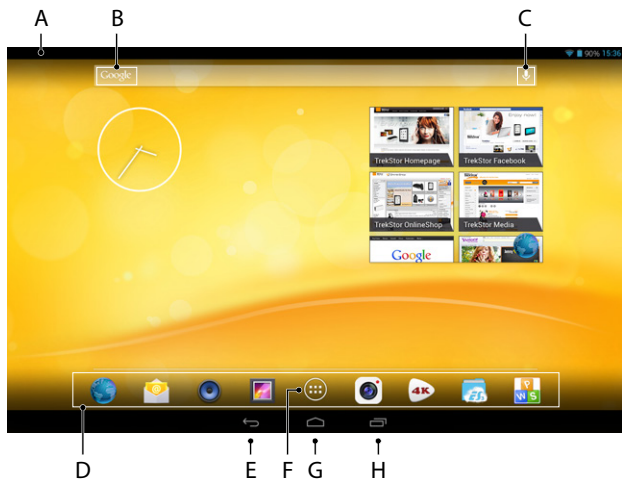 A B C
90% 15:36
Google
TrekStor Homepage TrekStor Facebook
TrekStor OnlineShop TrekStor Media
Google
4K
W S
D E F G H